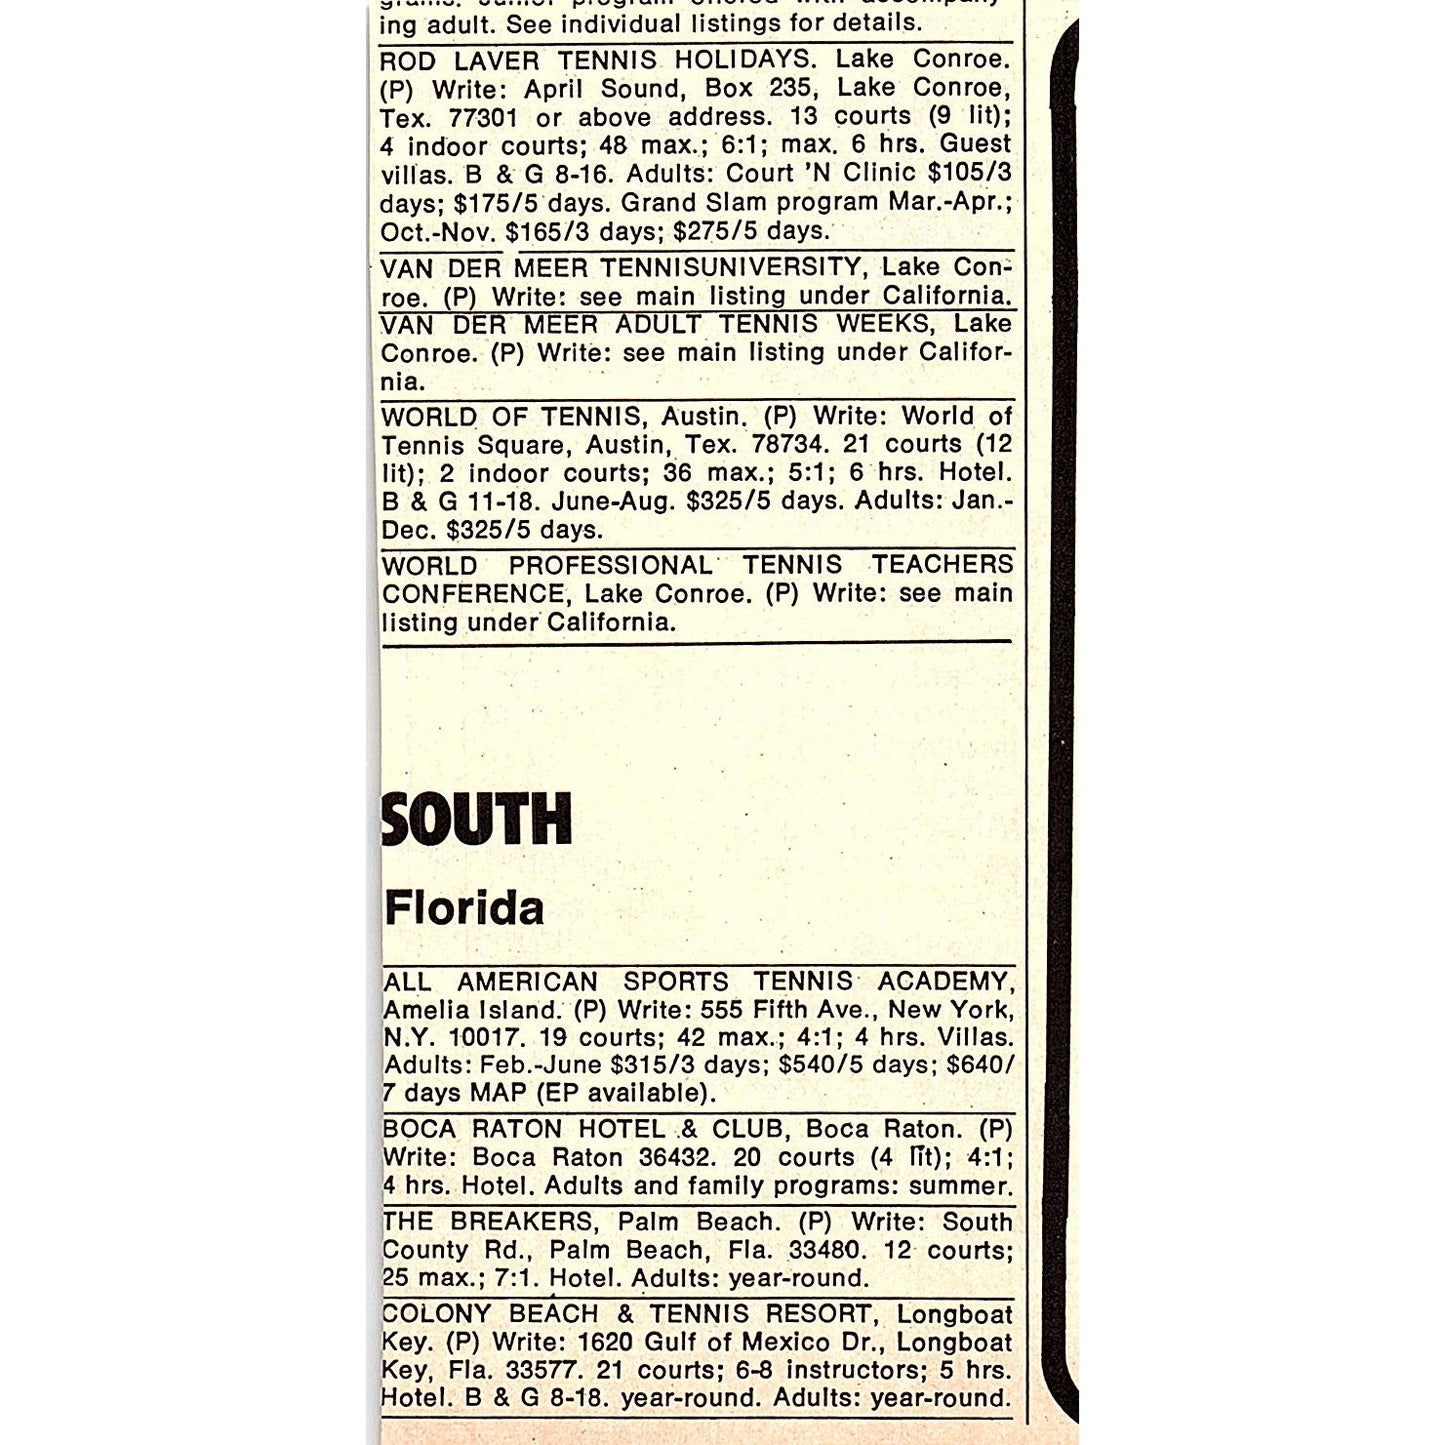 grams. Junior program offered with accompany-
ing adult. See individual listings for details.
ROD LAVER TENNIS HOLIDAYS. Lake Conroe.
(P) Write: April Sound, Box 235, Lake Conroe,
Tex. 77301 or above address. 13 courts (9 lit);
4 indoor courts; 48 max.; 6:1; max. 6 hrs. Guest
villas. B & G 8-16. Adults: Court 'N Clinic $105/3
days; $175/5 days. Grand Slam program Mar.-Apr.;
Oct.-Nov. $165/3 days; $275/5 days.
VAN DER MEER TENNISUNIVERSITY, Lake Con-
roe. (P) Write: see main listing under California.
VAN DER MEER ADULT TENNIS WEEKS, Lake
Conroe. (P) Write: see main listing under Califor-
nia.
WORLD OF TENNIS, Austin. (P) Write: World of
Tennis Square, Austin, Tex. 78734. 21 courts (12
lit); 2 indoor courts; 36 max.; 5:1; 6 hrs. Hotel.
B & G 11-18. June-Aug. $325/5 days. Adults: Jan.-
Dec. $325/5 days.
WORLD PROFESSIONAL TENNIS TEACHERS
CONFERENCE, Lake Conroe. (P) Write: see main
listing under California.
SOUTH
Florida
ALL AMERICAN SPORTS TENNIS ACADEMY,
Amelia Island. (P) Write: 555 Fifth Ave., New York,
N.Y. 10017. 19 courts; 42 max.; 4:1; 4 hrs. Villas.
Adults: Feb.-June $315/3 days; $540/5 days; $640/
7 days MAP (EP available).
BOCA RATON HOTEL & CLUB, Boca Raton. (P)
Write: Boca Raton 36432. 20 courts (4 lit); 4:1;
4 hrs. Hotel. Adults and family programs: summer.
THE BREAKERS, Palm Beach. (P) Write: South
County Rd., Palm Beach, Fla. 33480. 12 courts;
25 max.; 7:1. Hotel. Adults: year-round.
COLONY BEACH & TENNIS RESORT, Longboat
Key. (P) Write: 1620 Gulf of Mexico Dr., Longboat
Key, Fla. 33577. 21 courts; 6-8 instructors; 5 hrs.
Hotel. B & G 8-18. year-round. Adults: year-round.